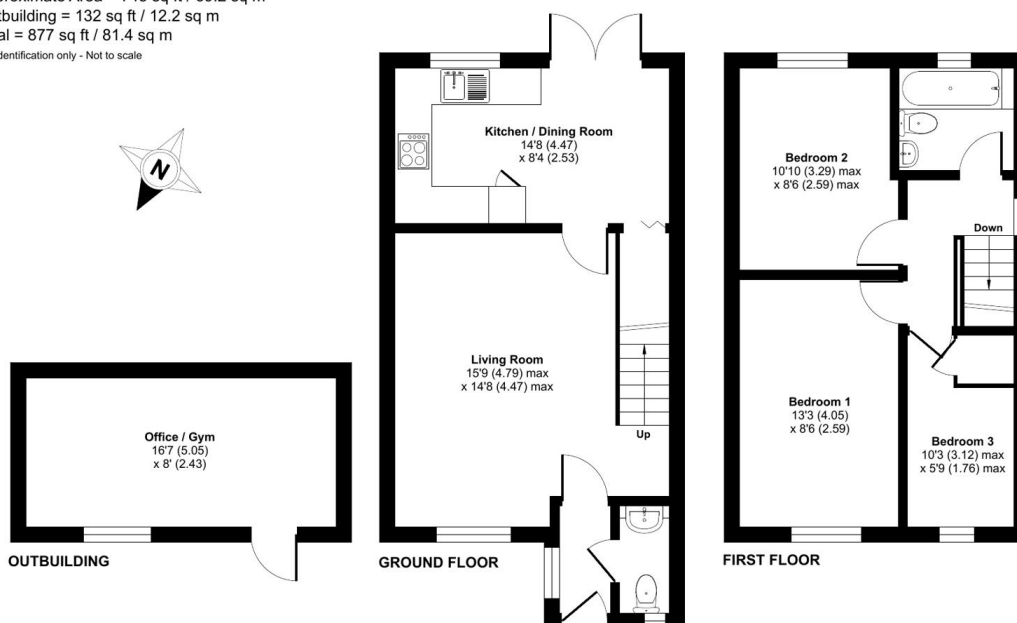 Outbuilding = 132 sq ft / 12.2 sq m
Total = 877 sq ft / 81.4 sq m
identification only - Not to scale
N
Kitchen / Dining Room
14'8 (4.47)
x 8'4 (2.53)
Bedroom 2
10'10 (3.29) max
x 8'6 (2.59) max
Down
Living Room
15'9 (4.79) max
x 14'8 (4.47) max
Up
Bedroom 1
13'3 (4.05)
x 8'6 (2.59)
Bedroom 3
10'3 (3.12) max
x 5'9 (1.76) max
Office / Gym
16'7 (5.05)
x 8' (2.43)
OUTBUILDING
GROUND FLOOR
FIRST FLOOR